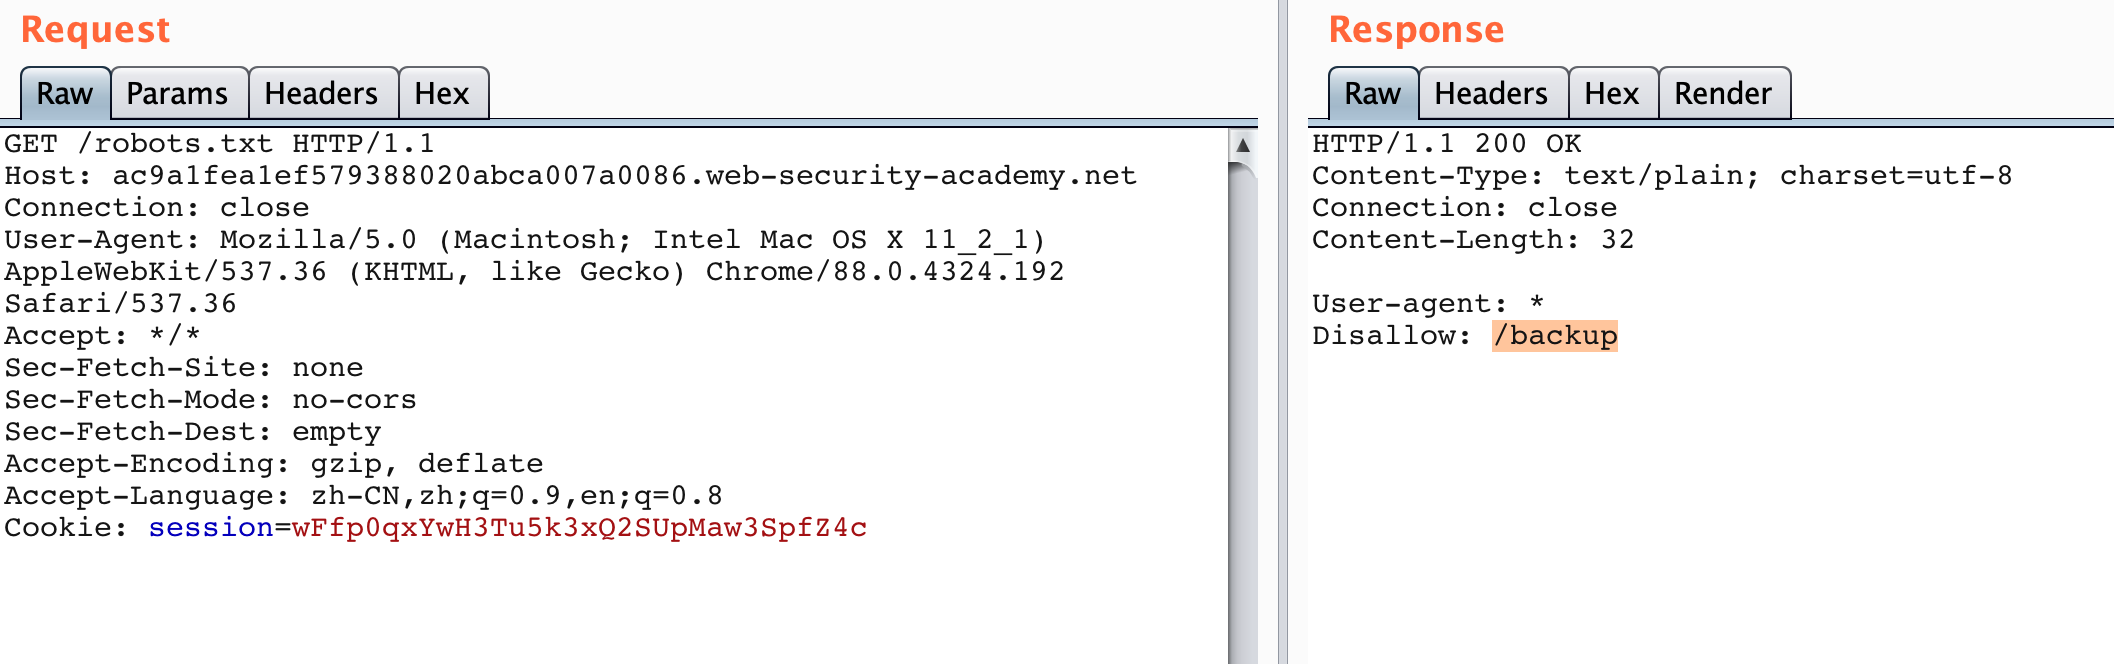 Request
Raw Params Headers Hex
GET /robots.txt HTTP/1.1
Host: ac9a1fea1ef579388020abca007a0086.web-security-academy.net
Connection: close
User-Agent: Mozilla/5.0 (Macintosh; Intel Mac OS X 11_2_1)
AppleWebKit/537.36 (KHTML, like Gecko) Chrome/88.0.4324.192
Safari/537.36
Accept: */*
Sec-Fetch-Site: none
Sec-Fetch-Mode: no-cors
Sec-Fetch-Dest: empty
Accept-Encoding: gzip, deflate
Accept-Language: zh-CN,zh;q=0.9,en;q=0.8
Cookie: session=wFfp0qxYwH3Tu5k3xQ2SUpMaw3SpfZ4c
Response
Raw Headers Hex Render
HTTP/1.1 200 OK
Content-Type: text/plain; charset=utf-8
Connection: close
Content-Length: 32

User-agent: *
Disallow: /backup